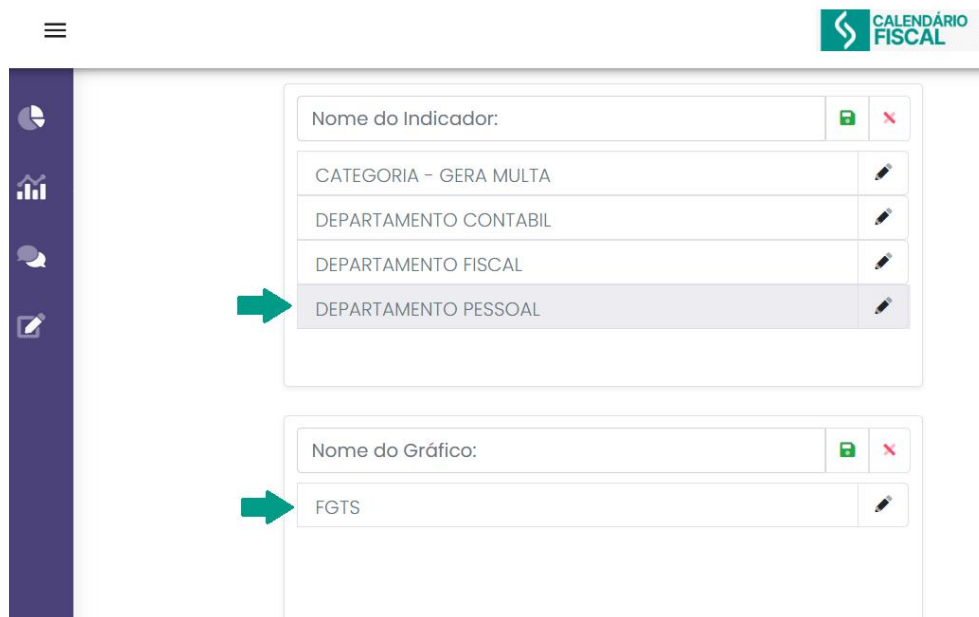 CALENDÁRIO
FISCAL
Nome do Indicador:
CATEGORIA - GERA MULTA
DEPARTAMENTO CONTABIL
DEPARTAMENTO FISCAL
DEPARTAMENTO PESSOAL
Nome do Gráfico:
FGTS